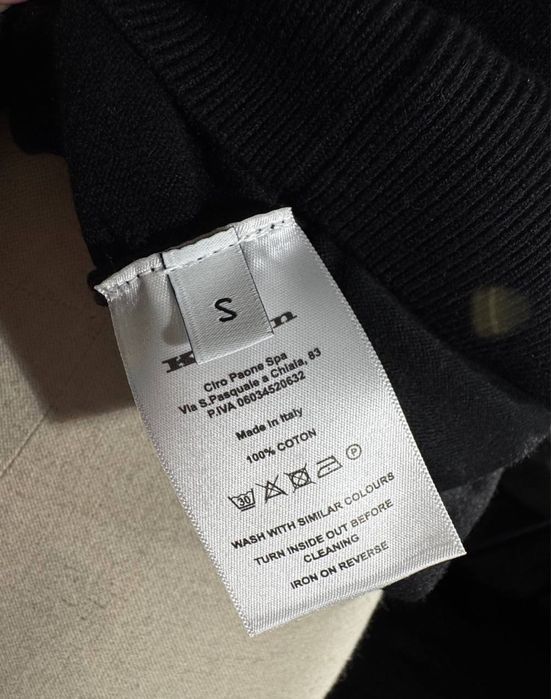 S
Ciro Paone Spa
Via S.Pasquale a Chiaia, 83
P.IVA 06034520632
Made in Italy
100% COTON
30
P
WASH WITH SIMILAR COLOURS
TURN INSIDE OUT BEFORE
CLEANING
IRON ON REVERSE